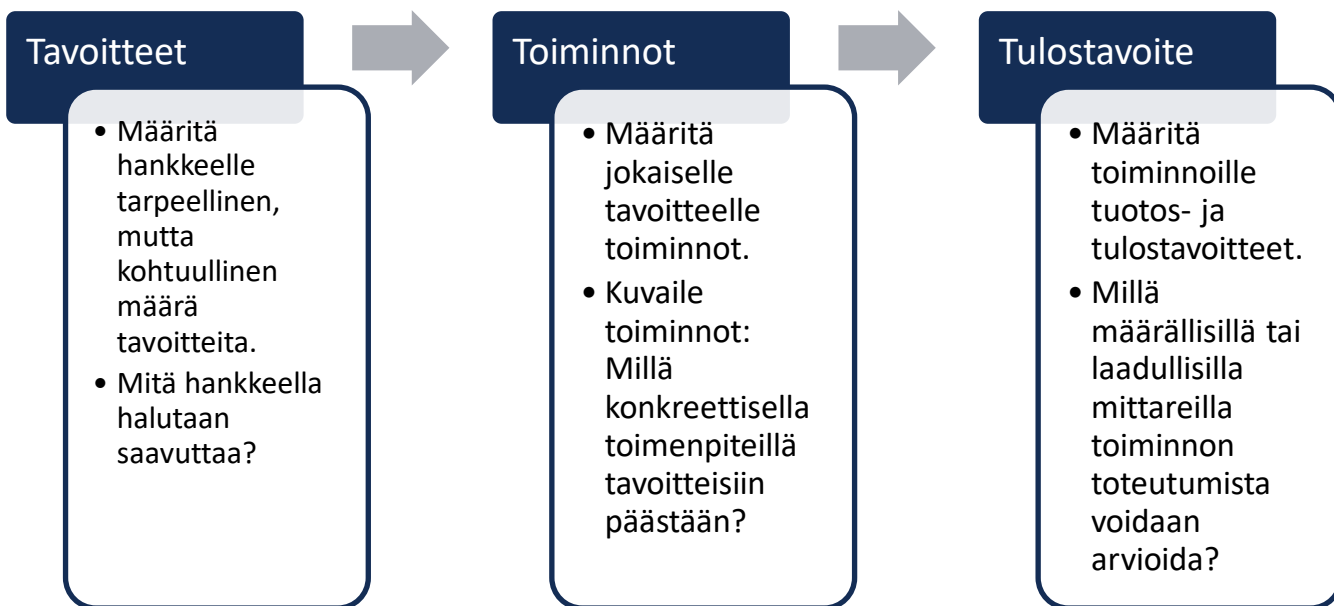 Tavoitteet
• Määritä
hankkeelle
tarpeellinen,
mutta
kohtuullinen
määrä
tavoitteita.
• Mitä hankkeella
halutaan
saavuttaa?
Toiminnot
• Määritä
jokaiselle
tavoitteelle
toiminnot.
• Kuvaile
toiminnot:
Millä
konkreettisella
toimenpiteillä
tavoitteisiin
päästään?
Tulostavoite
• Määritä
toiminnoille
tuotos- ja
tulostavoitteet.
• Millä
määrällisillä tai
laadullisilla
mittareilla
toiminnon
toteutumista
voidaan
arvioida?